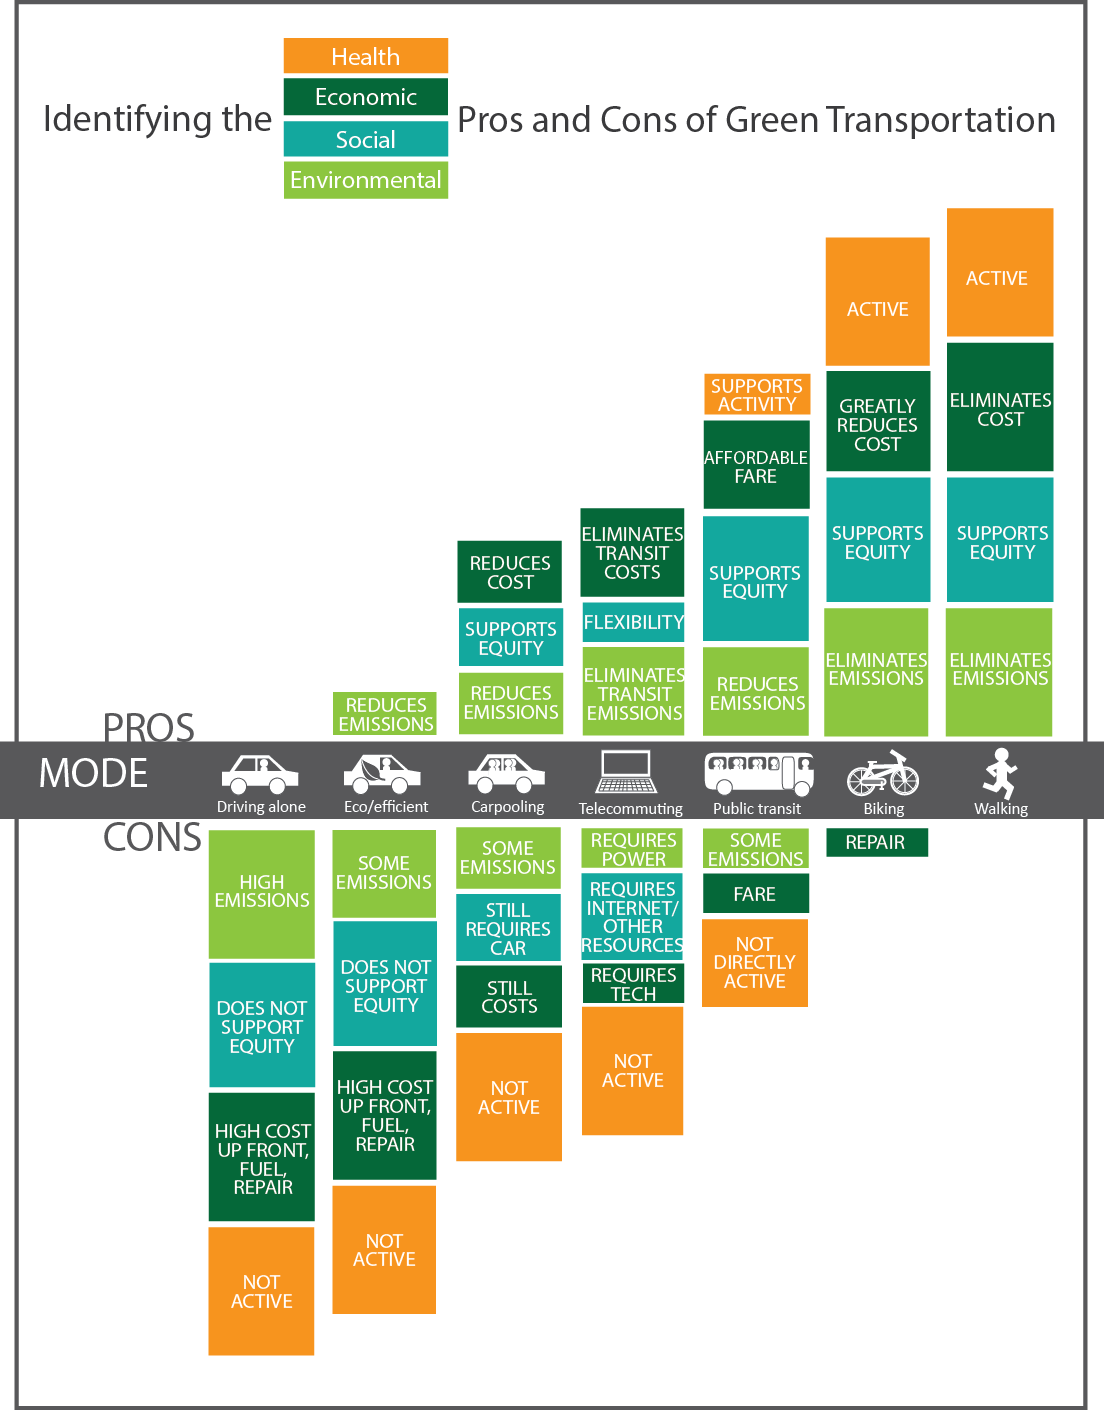 Identifying the
Health
Economic
Social
Environmental
Pros and Cons of Green Transportation
PROS
REDUCES
EMISSIONS
REDUCES
COST
SUPPORTS
EQUITY
REDUCES
EMISSIONS
ELIMINATES
TRANSIT
COSTS
FLEXIBILITY
ELIMINATES
TRANSIT
EMISSIONS
SUPPORTS
ACTIVITY
AFFORDABLE
FARE
SUPPORTS
EQUITY
REDUCES
EMISSIONS
ACTIVE
GREATLY
REDUCES
COST
SUPPORTS
EQUITY
ELIMINATES
EMISSIONS
ACTIVE
ELIMINATES
COST
SUPPORTS
EQUITY
ELIMINATES
EMISSIONS
MODE
Driving alone
Eco/efficient
Carpooling
Telecommuting
Public transit
Biking
Walking
CONS
HIGH
EMISSIONS
DOES NOT
SUPPORT
EQUITY
HIGH COST
UP FRONT,
FUEL,
REPAIR
NOT
ACTIVE
SOME
EMISSIONS
DOES NOT
SUPPORT
EQUITY
HIGH COST
UP FRONT,
FUEL,
REPAIR
NOT
ACTIVE
SOME
EMISSIONS
STILL
REQUIRES
CAR
STILL
COSTS
NOT
ACTIVE
REQUIRES
POWER
REQUIRES
INTERNET/
OTHER
RESOURCES
REQUIRES
TECH
NOT
ACTIVE
SOME
EMISSIONS
FARE
NOT
DIRECTLY
ACTIVE
REPAIR